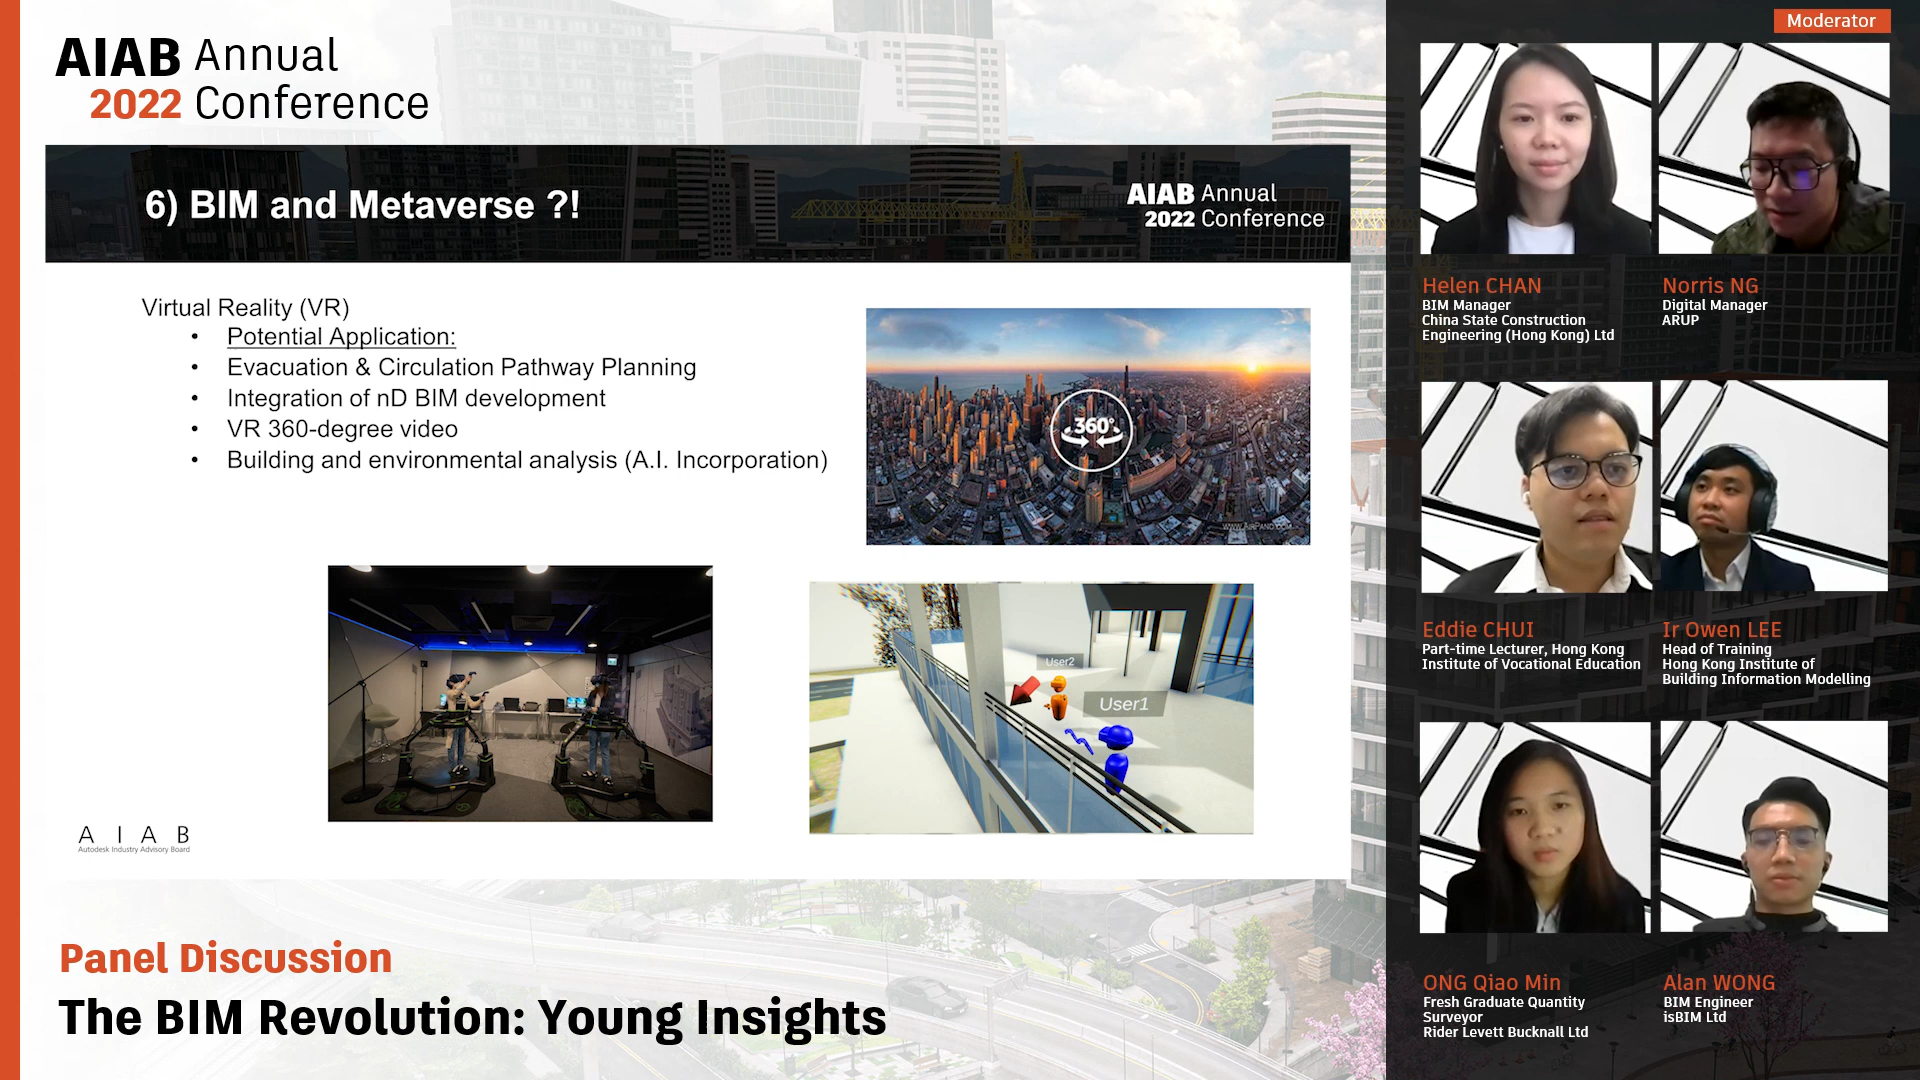 AIAB Annual
2022 Conference
6) BIM and Metaverse ?!
AIAB Annual
2022 Conference
Virtual Reality (VR)
• Potential Application:
• Evacuation & Circulation Pathway Planning
• Integration of nD BIM development
• VR 360-degree video
• Building and environmental analysis (A.I. Incorporation)
360°
WWW.AIRPANO.COM
User2
User1
A I A B
Autodesk Industry Advisory Board
Panel Discussion
The BIM Revolution: Young Insights
Moderator
Helen CHAN
BIM Manager
China State Construction
Engineering (Hong Kong) Ltd
Norris NG
Digital Manager
ARUP
Eddie CHUI
Part-time Lecturer, Hong Kong
Institute of Vocational Education
Ir Owen LEE
Head of Training
Hong Kong Institute of
Building Information Modelling
ONG Qiao Min
Fresh Graduate Quantity
Surveyor
Rider Levett Bucknall Ltd
Alan WONG
BIM Engineer
isBIM Ltd